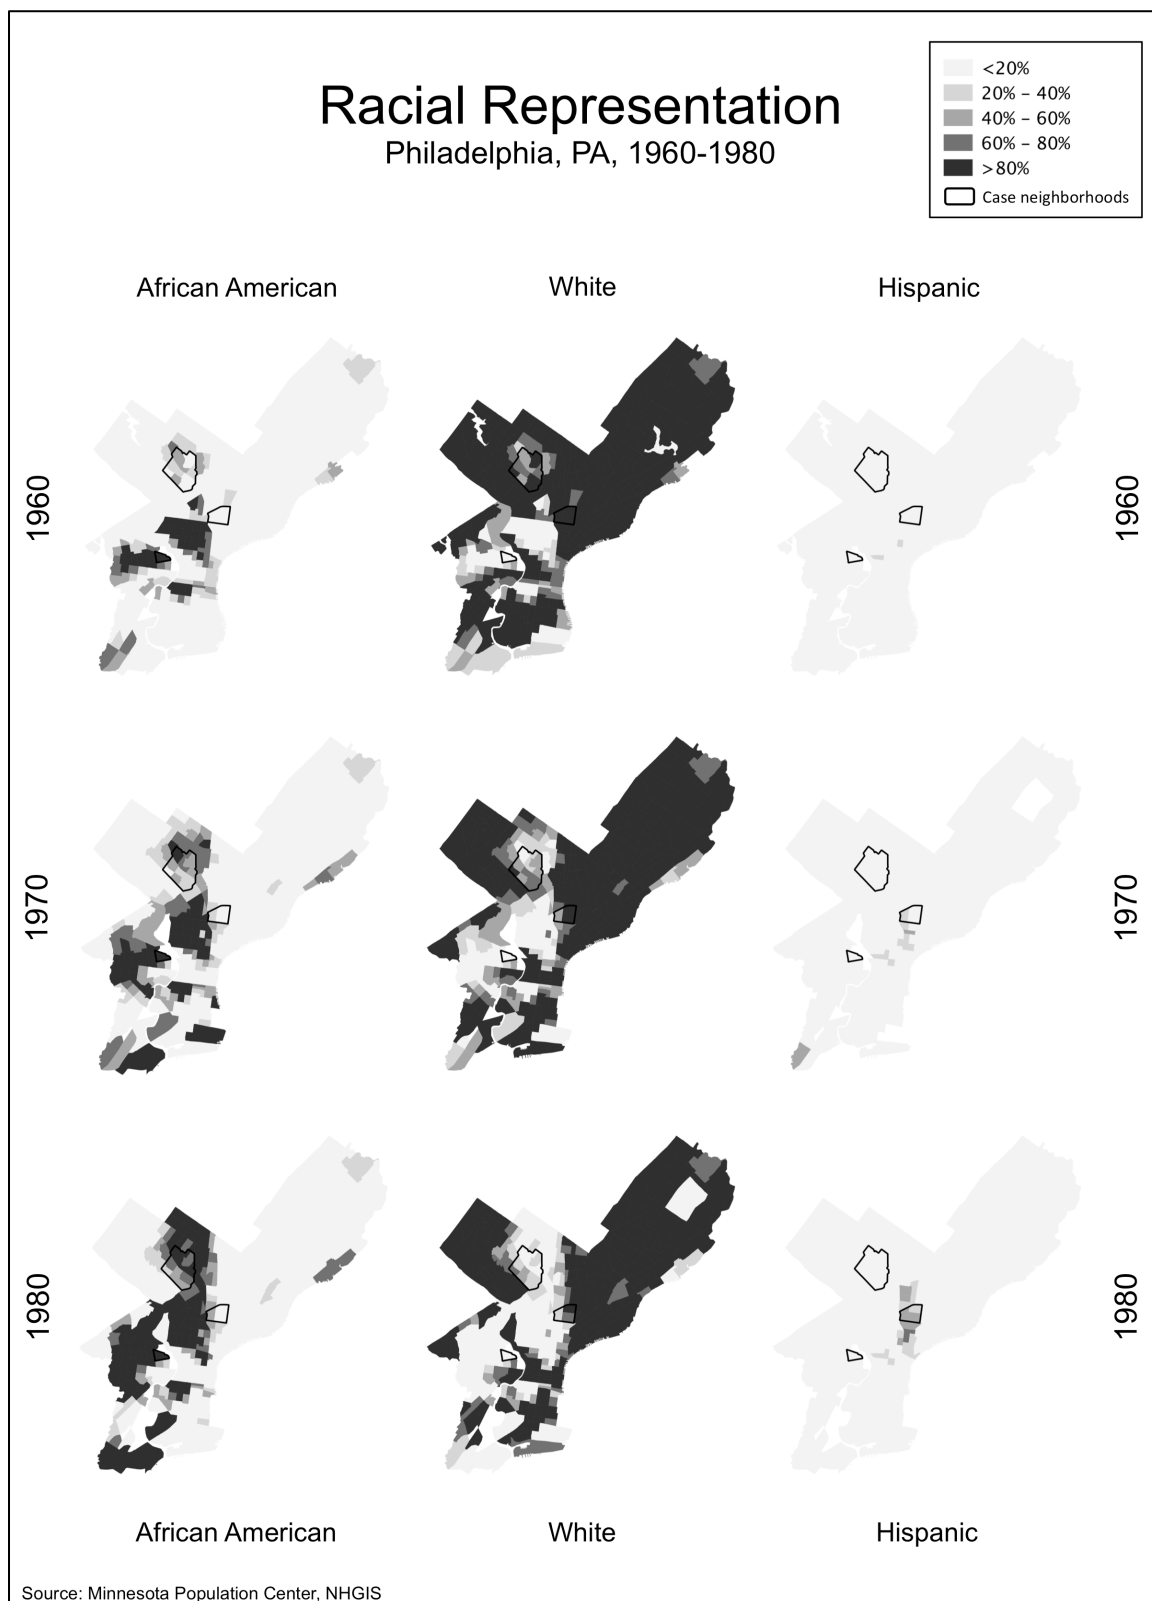 Racial Representation
Philadelphia, PA, 1960-1980
<20%
20% – 40%
40% – 60%
60% – 80%
>80%
Case neighborhoods
African American
White
Hispanic
1960
1960
1970
1970
1980
1980
African American
White
Hispanic
Source: Minnesota Population Center, NHGIS